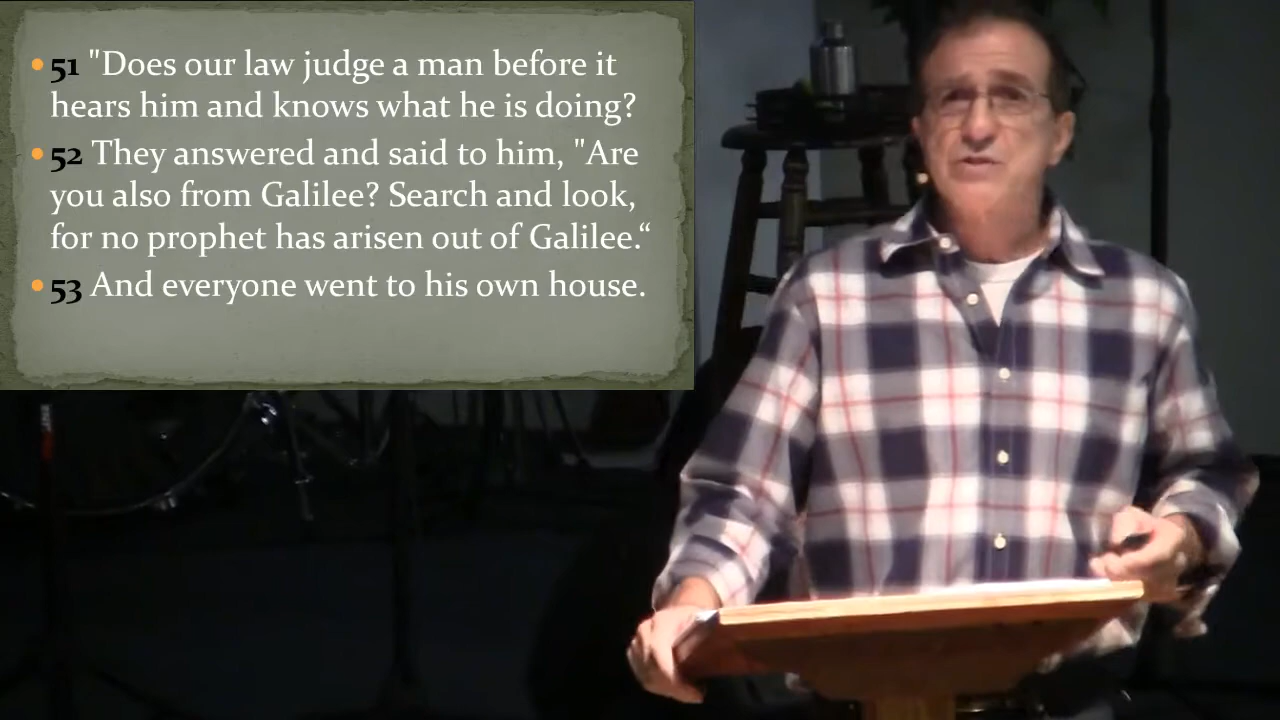 • 51 "Does our law judge a man before it
hears him and knows what he is doing?
• 52 They answered and said to him, "Are
you also from Galilee? Search and look,
for no prophet has arisen out of Galilee.“
• 53 And everyone went to his own house.